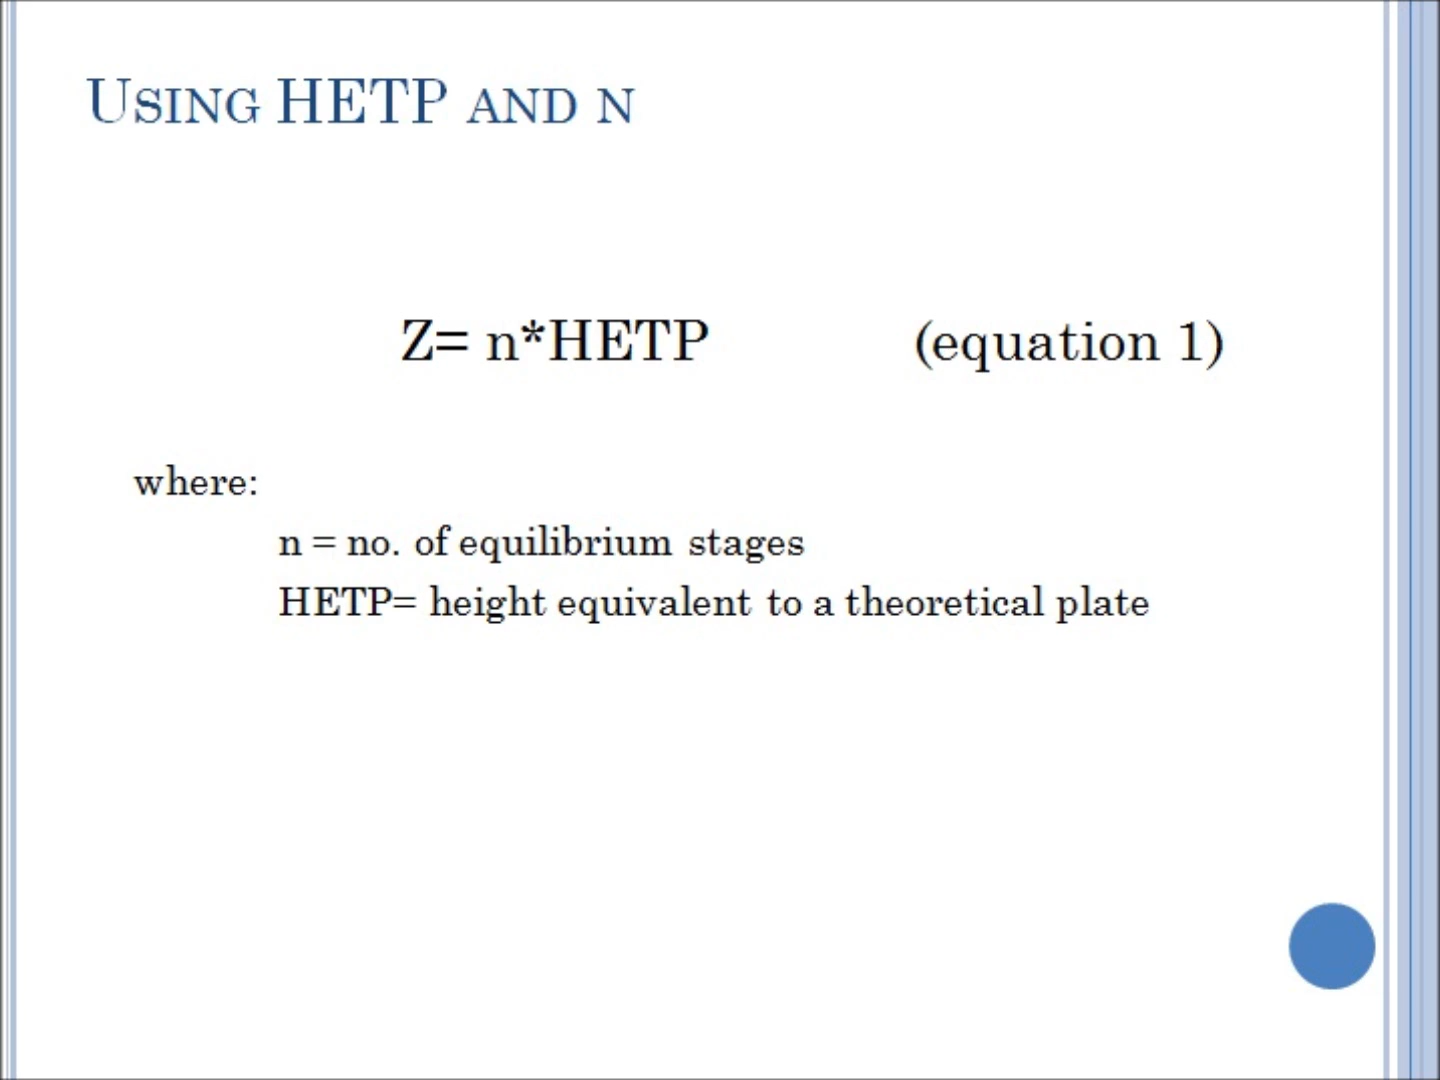 USING HETP AND N
Z= n*HETP (equation 1)
where:
n = no. of equilibrium stages
HETP= height equivalent to a theoretical plate